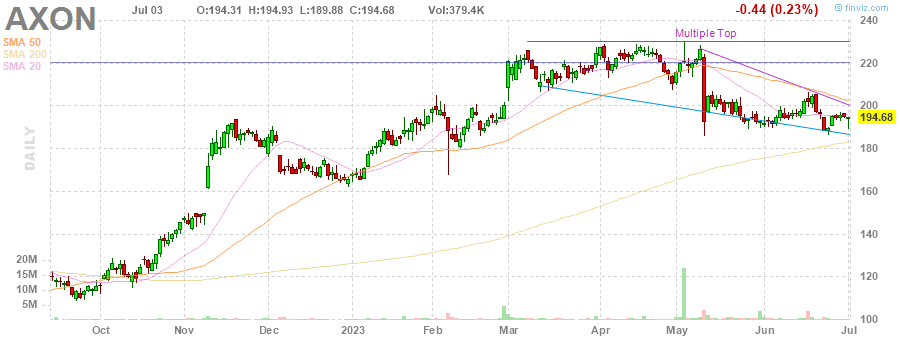 AXON Jul 03 O:194.31 H:194.93 L:189.88 C:194.68 Vol:379.4K -0.44 (0.23%) © finviz.com
SMA 50
SMA 200
SMA 20
Multiple Top
DAILY
240
220
200
194.68
180
160
140
120
100
20M
15M
10M
5M
Oct Nov Dec 2023 Feb Mar Apr May Jun Jul